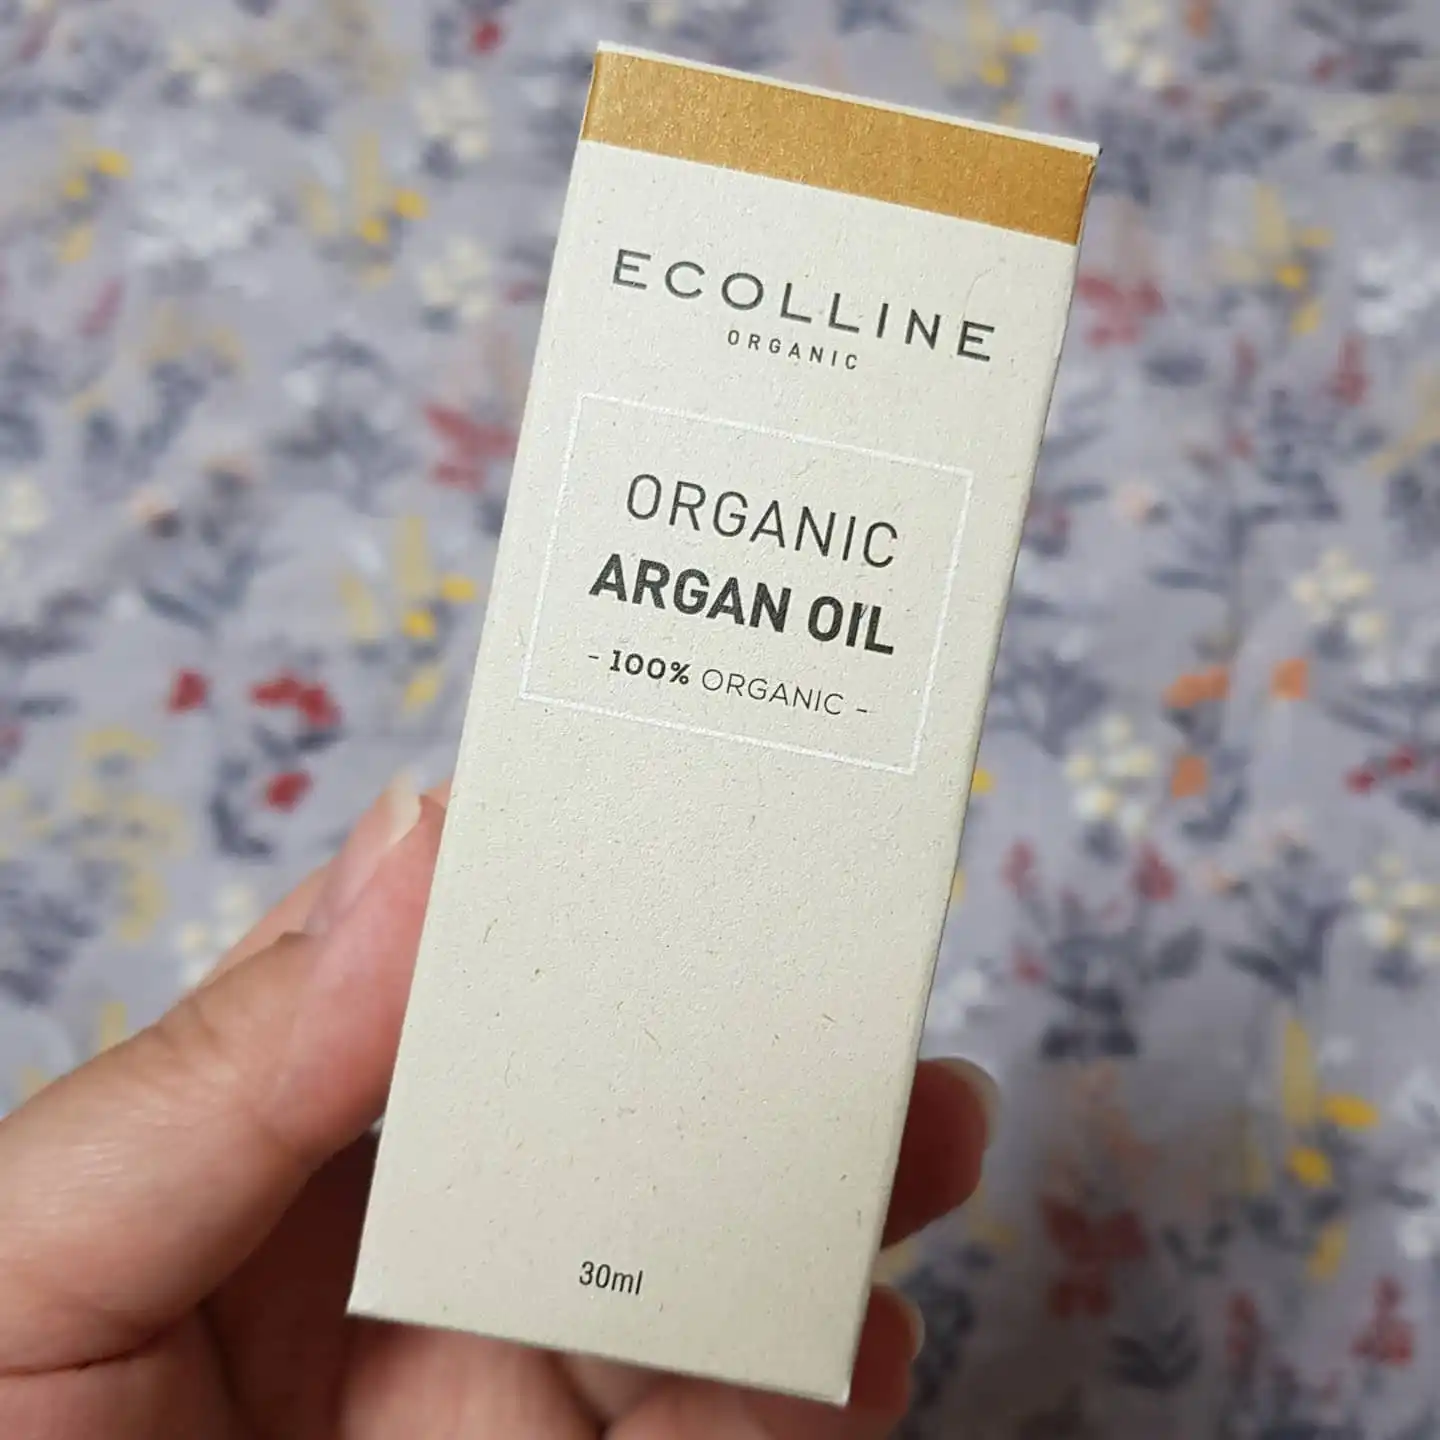 ECOLLINE
ORGANIC
ORGANIC
ARGAN OIL
- 100% ORGANIC -
30ml